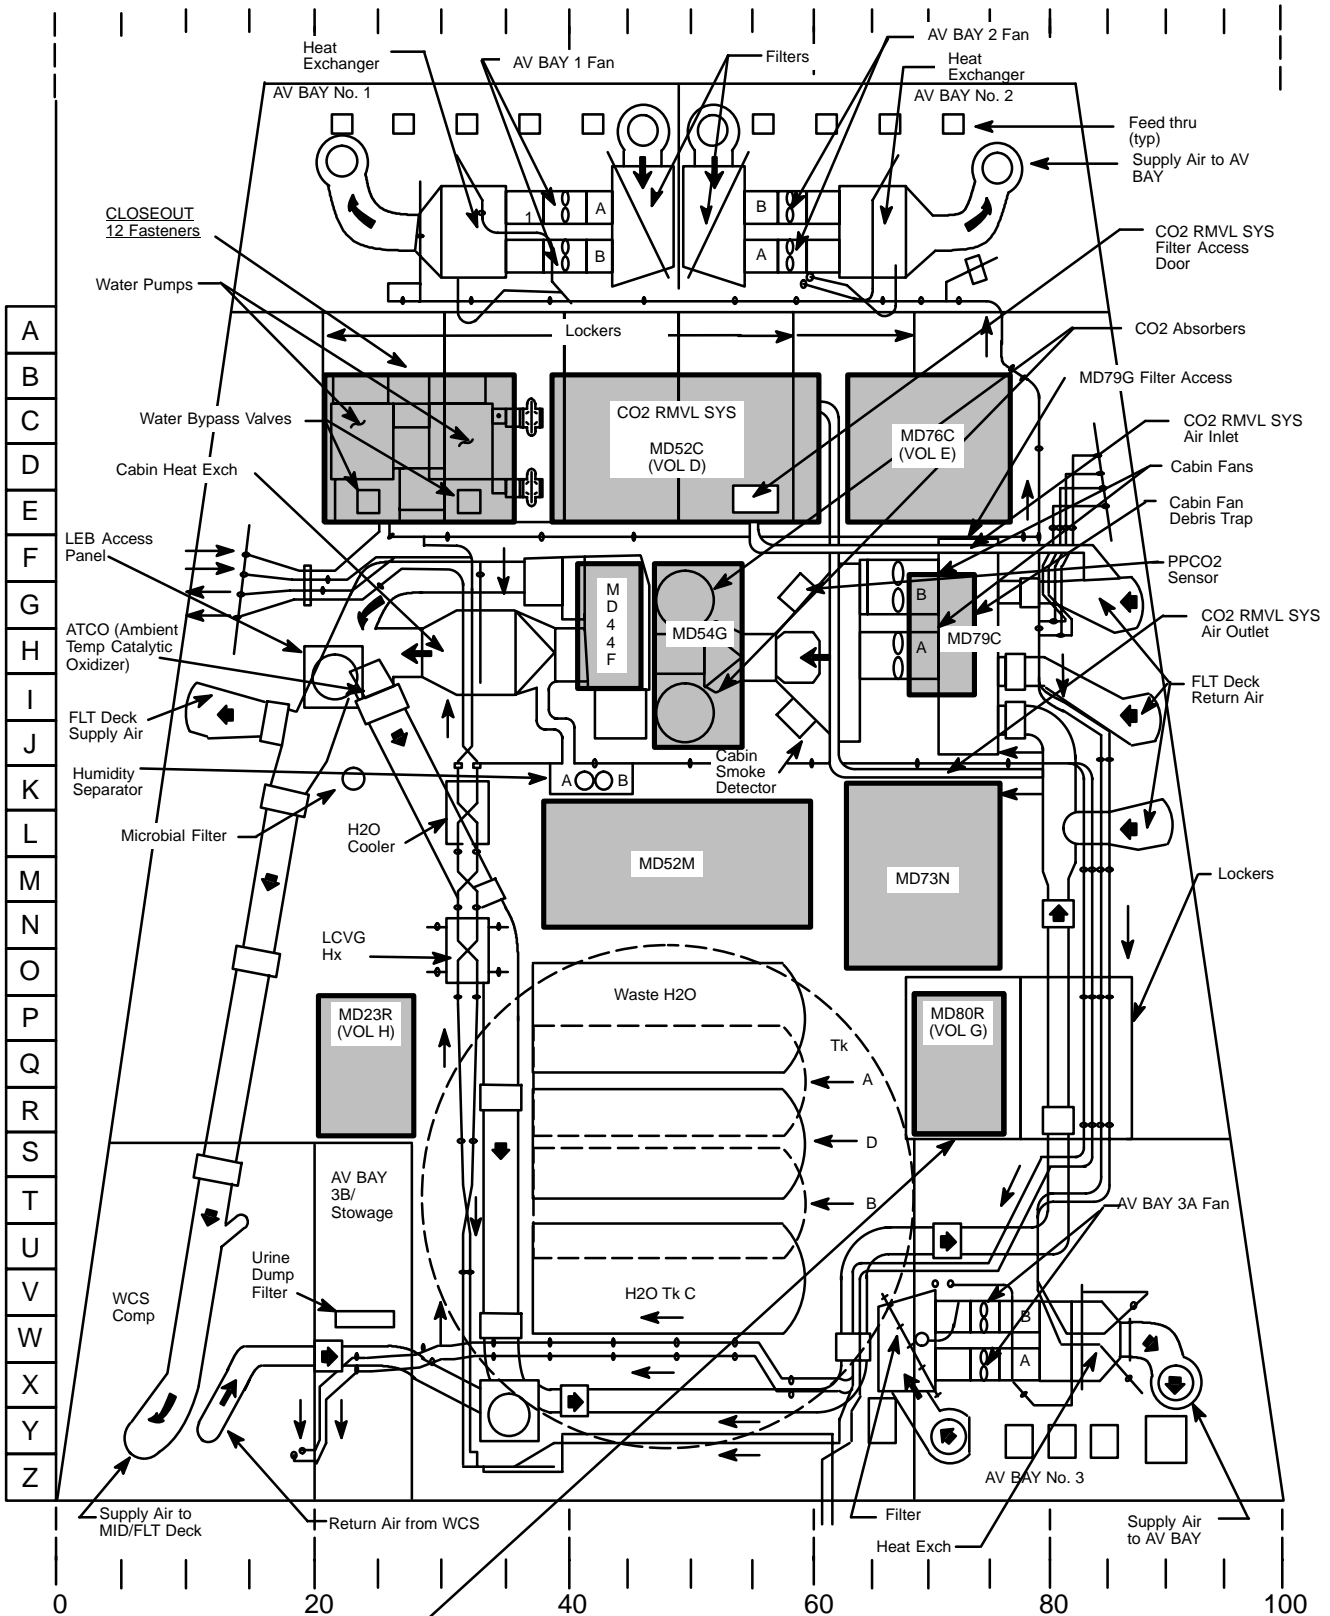 Heat
Exchanger
AV BAY 1 Fan
Filters
AV BAY 2 Fan
Heat
Exchanger
AV BAY No. 1
AV BAY No. 2
Feed thru
(typ)
Supply Air to AV
BAY
CLOSEOUT
12 Fasteners
1
A
B
B
A
CO2 RMVL SYS
Filter Access
Door
Water Pumps
Lockers
CO2 Absorbers
MD79G Filter Access
Water Bypass Valves
CO2 RMVL SYS
MD52C
(VOL D)
MD76C
(VOL E)
CO2 RMVL SYS
Air Inlet
Cabin Heat Exch
Cabin Fans
Cabin Fan
Debris Trap
LEB Access
Panel
PPCO2
Sensor
MD44F
MD54G
B
A
MD79C
CO2 RMVL SYS
Air Outlet
ATCO (Ambient
Temp Catalytic
Oxidizer)
FLT Deck
Return Air
FLT Deck
Supply Air
Humidity
Separator
A
B
Cabin
Smoke
Detector
Microbial Filter
H2O
Cooler
MD52M
MD73N
Lockers
LCVG
Hx
Waste H2O
MD23R
(VOL H)
MD80R
(VOL G)
Tk
A
D
B
AV BAY
3B/
Stowage
AV BAY 3A Fan
Urine
Dump
Filter
WCS
Comp
H2O Tk C
B
A
AV BAY No. 3
Supply Air to
MID/FLT Deck
Return Air from WCS
Filter
Heat Exch
Supply Air
to AV BAY
A
B
C
D
E
F
G
H
I
J
K
L
M
N
O
P
Q
R
S
T
U
V
W
X
Y
Z
0 20 40 60 80 100